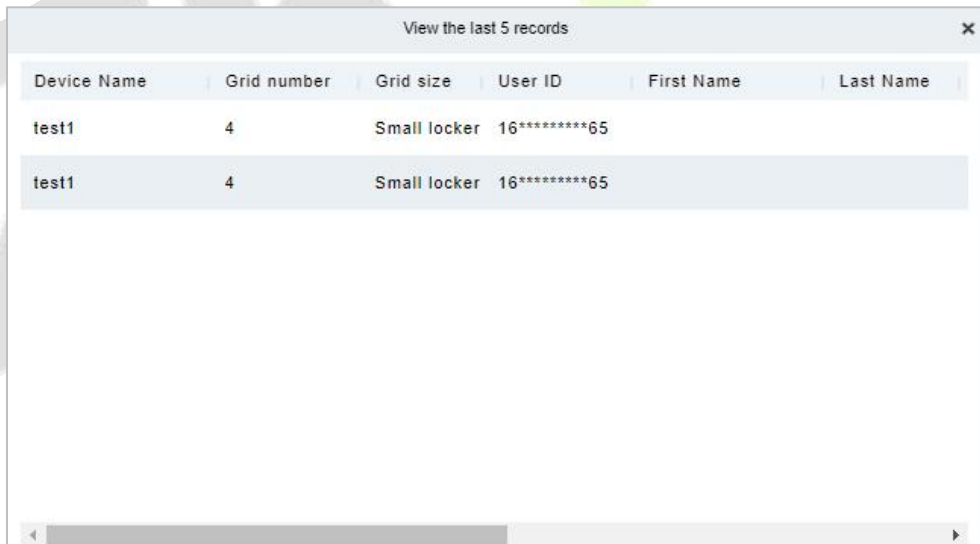 View the last 5 records ×
Device Name Grid number Grid size User ID First Name Last Name
test1 4 Small locker 16*********65
test1 4 Small locker 16*********65